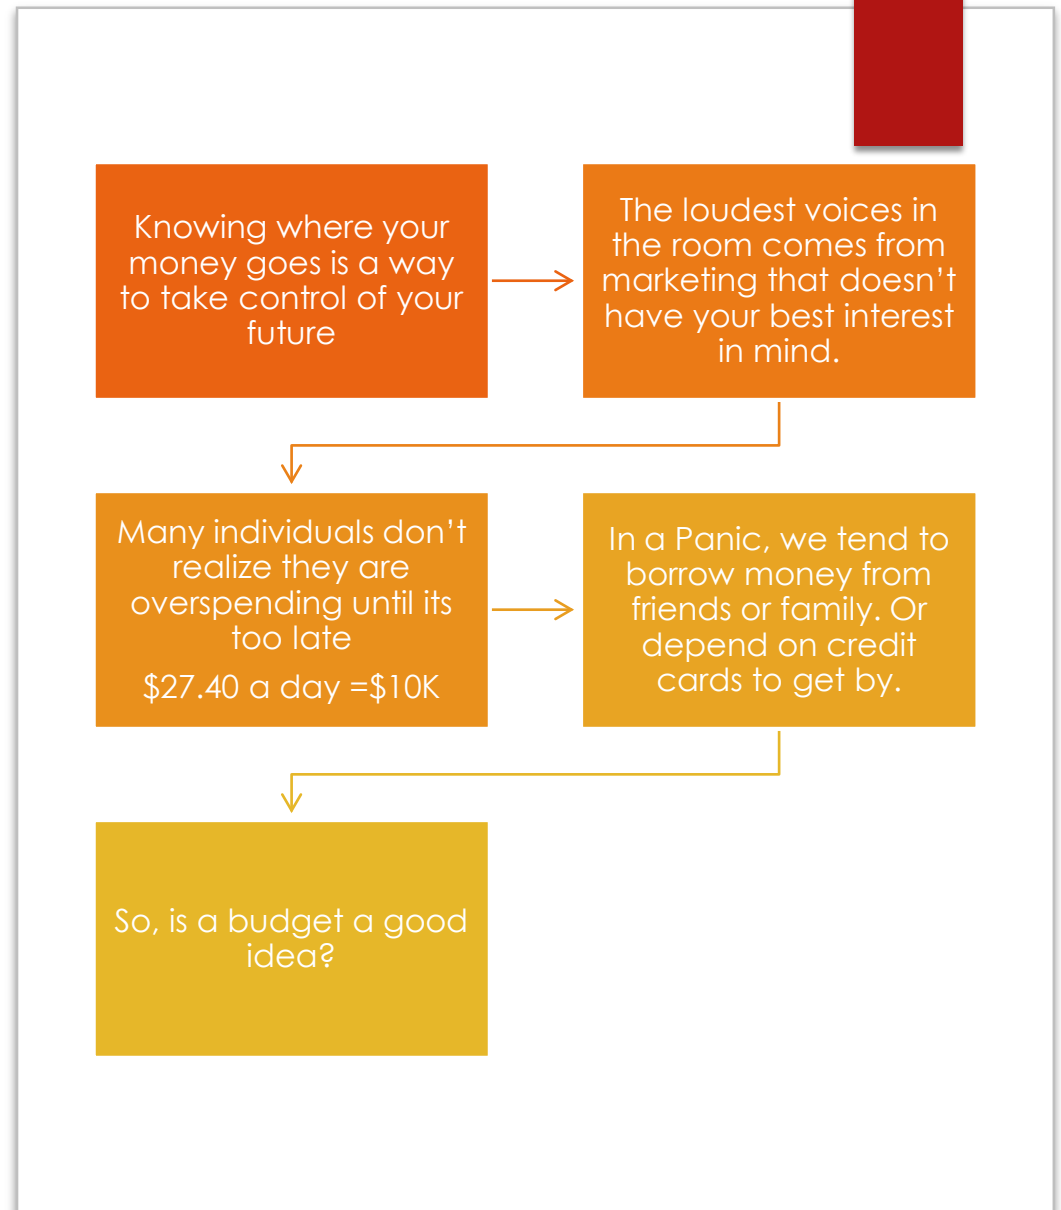 Knowing where your
money goes is a way
to take control of your
future
The loudest voices in
the room comes from
marketing that doesn’t
have your best interest
in mind.
Many individuals don’t
realize they are
overspending until its
too late
$27.40 a day =$10K
In a Panic, we tend to
borrow money from
friends or family. Or
depend on credit
cards to get by.
So, is a budget a good
idea?